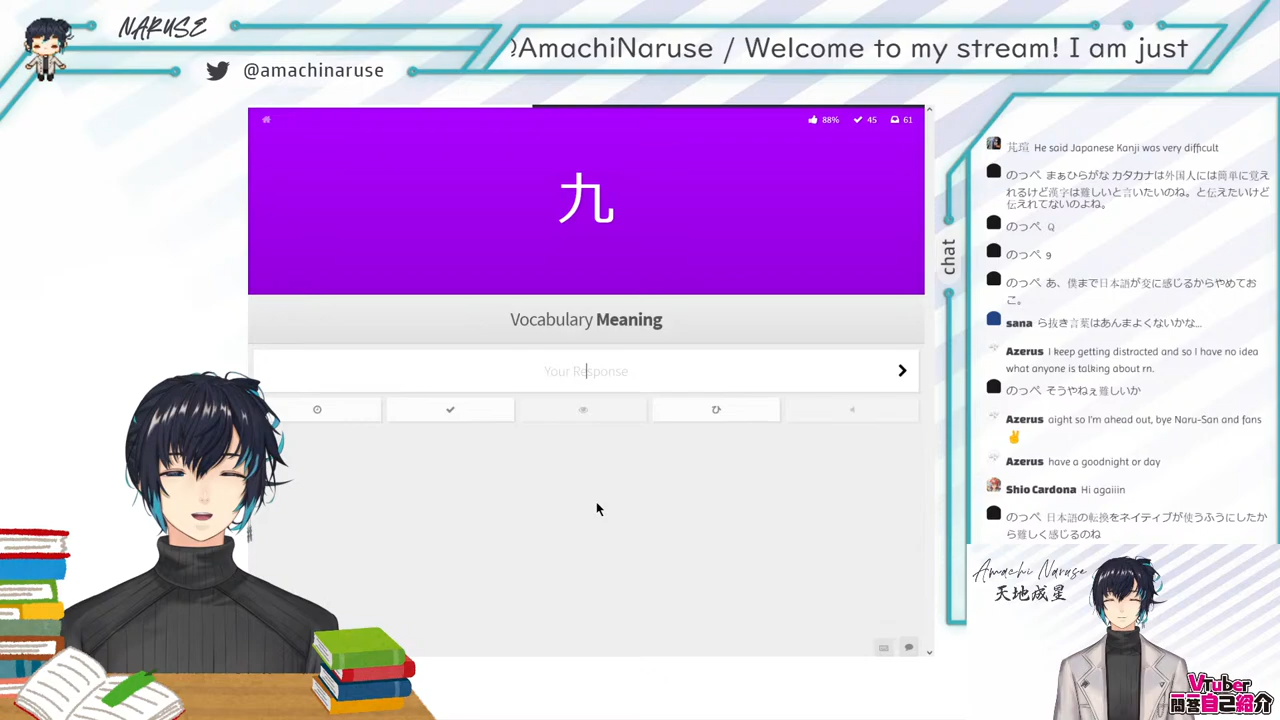 NARUSE
@amachinaruse
@AmachiNaruse / Welcome to my stream! I am just
88% 45 61
九
Vocabulary Meaning
Your Response
ひ
chat
芃瑄 He said Japanese Kanji was very difficult
のっぺ まぁひらがな カタカナは外国人には簡単に覚え
れるけど漢字は難しいと言いたいのね。と伝えたいけど
伝えれてないのよね。
のっぺ Q
のっぺ 9
のっぺ あ、僕まで日本語が変に感じるからやめてお
こ。
sana ら抜き言葉はあんまよくないかな...
Azerus I keep getting distracted and so I have no idea
what anyone is talking about rn.
のっぺ そうやねぇ難しいか
Azerus aight so I'm ahead out, bye Naru-San and fans
Azerus have a goodnight or day
Shio Cardona Hi agaiiin
のっぺ 日本語の転換をネイティブが使うふうにしたか
ら難しく感じるのね
Amachi Naruse
天地成星
VTuber
一問一答自己紹介